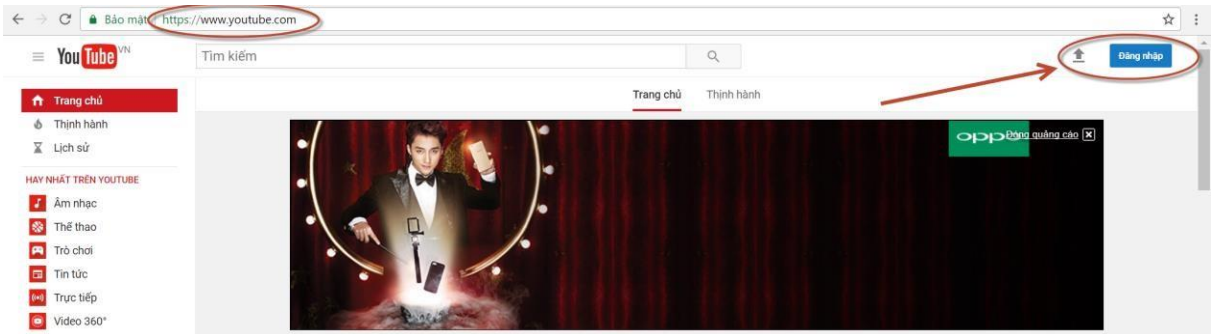 Bảo mật https://www.youtube.com
YouTube VN
Tìm kiếm
Đăng nhập
Trang chủ
Thịnh hành
Trang chủ
Thịnh hành
Lịch sử
HAY NHẤT TRÊN YOUTUBE
Âm nhạc
Thể thao
Trò chơi
Tin tức
Trực tiếp
Video 360°
oppo
Đóng quảng cáo